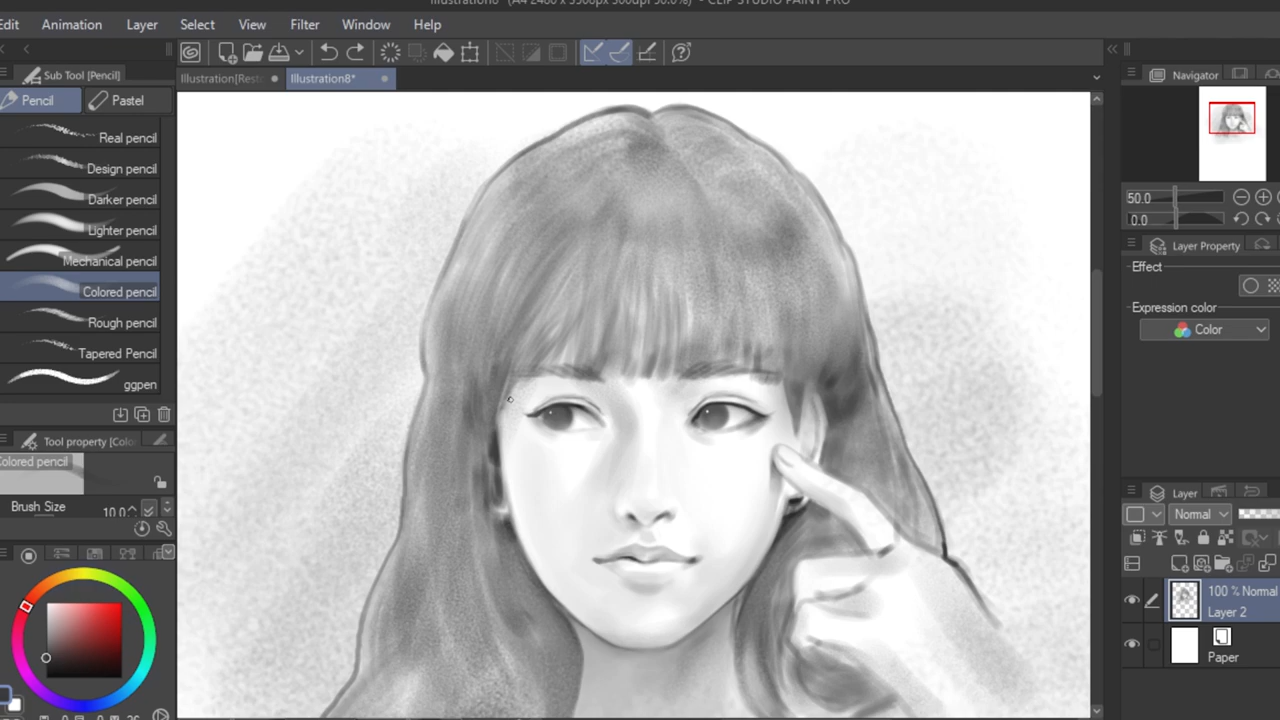 Edit Animation Layer Select View Filter Window Help
Sub Tool [Pencil]
Illustration8*
Navigator
Pencil Pastel
Real pencil
Design pencil
Darker pencil
Lighter pencil
Mechanical pencil
Colored pencil
Rough pencil
Tapered Pencil
ggpen
Colored pencil
Brush Size 10.0
50.0
0.0
Layer Property
Effect
Expression color
Color
Layer
Normal
100 % Normal
Layer 2
Paper